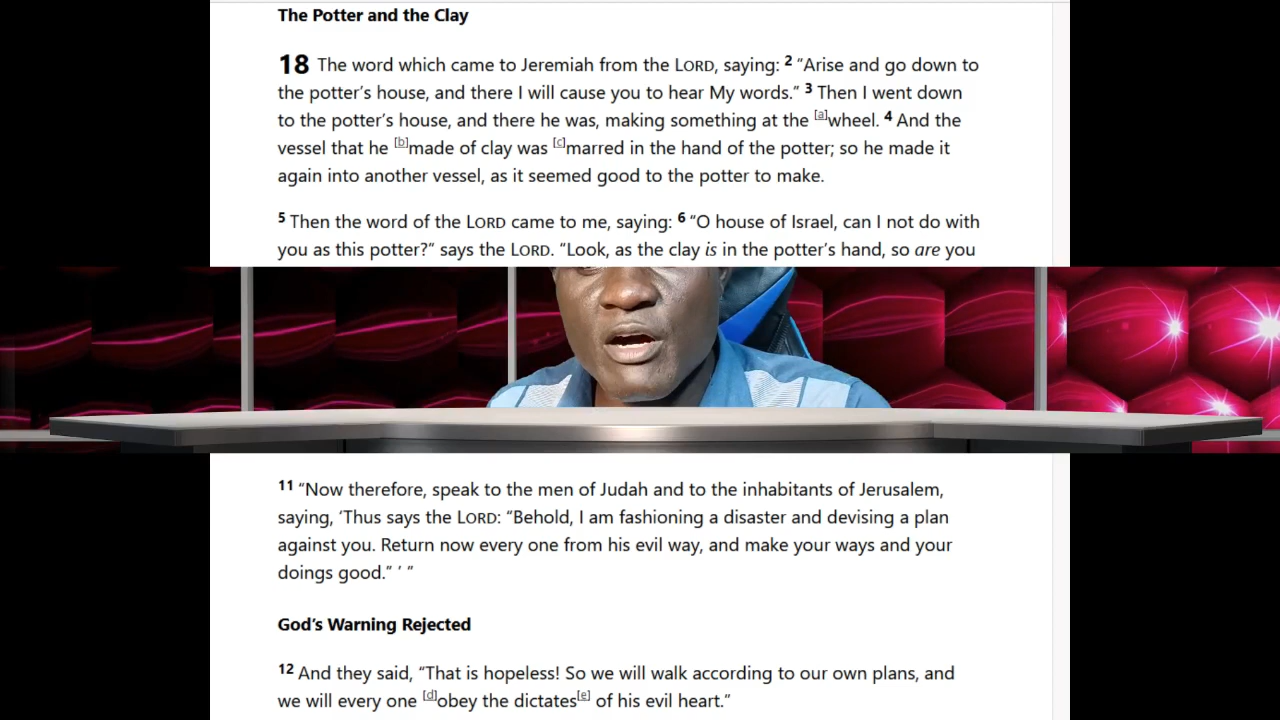 The Potter and the Clay
18 The word which came to Jeremiah from the LORD, saying: 2 “Arise and go down to
the potter’s house, and there I will cause you to hear My words.” 3 Then I went down
to the potter’s house, and there he was, making something at the [a]wheel. 4 And the
vessel that he [b]made of clay was [c]marred in the hand of the potter; so he made it
again into another vessel, as it seemed good to the potter to make.
5 Then the word of the LORD came to me, saying: 6 “O house of Israel, can I not do with
you as this potter?” says the LORD. “Look, as the clay is in the potter’s hand, so are you
11 “Now therefore, speak to the men of Judah and to the inhabitants of Jerusalem,
saying, ‘Thus says the LORD: “Behold, I am fashioning a disaster and devising a plan
against you. Return now every one from his evil way, and make your ways and your
doings good.” ’ ”
God’s Warning Rejected
12 And they said, “That is hopeless! So we will walk according to our own plans, and
we will every one [d]obey the dictates[e] of his evil heart.”